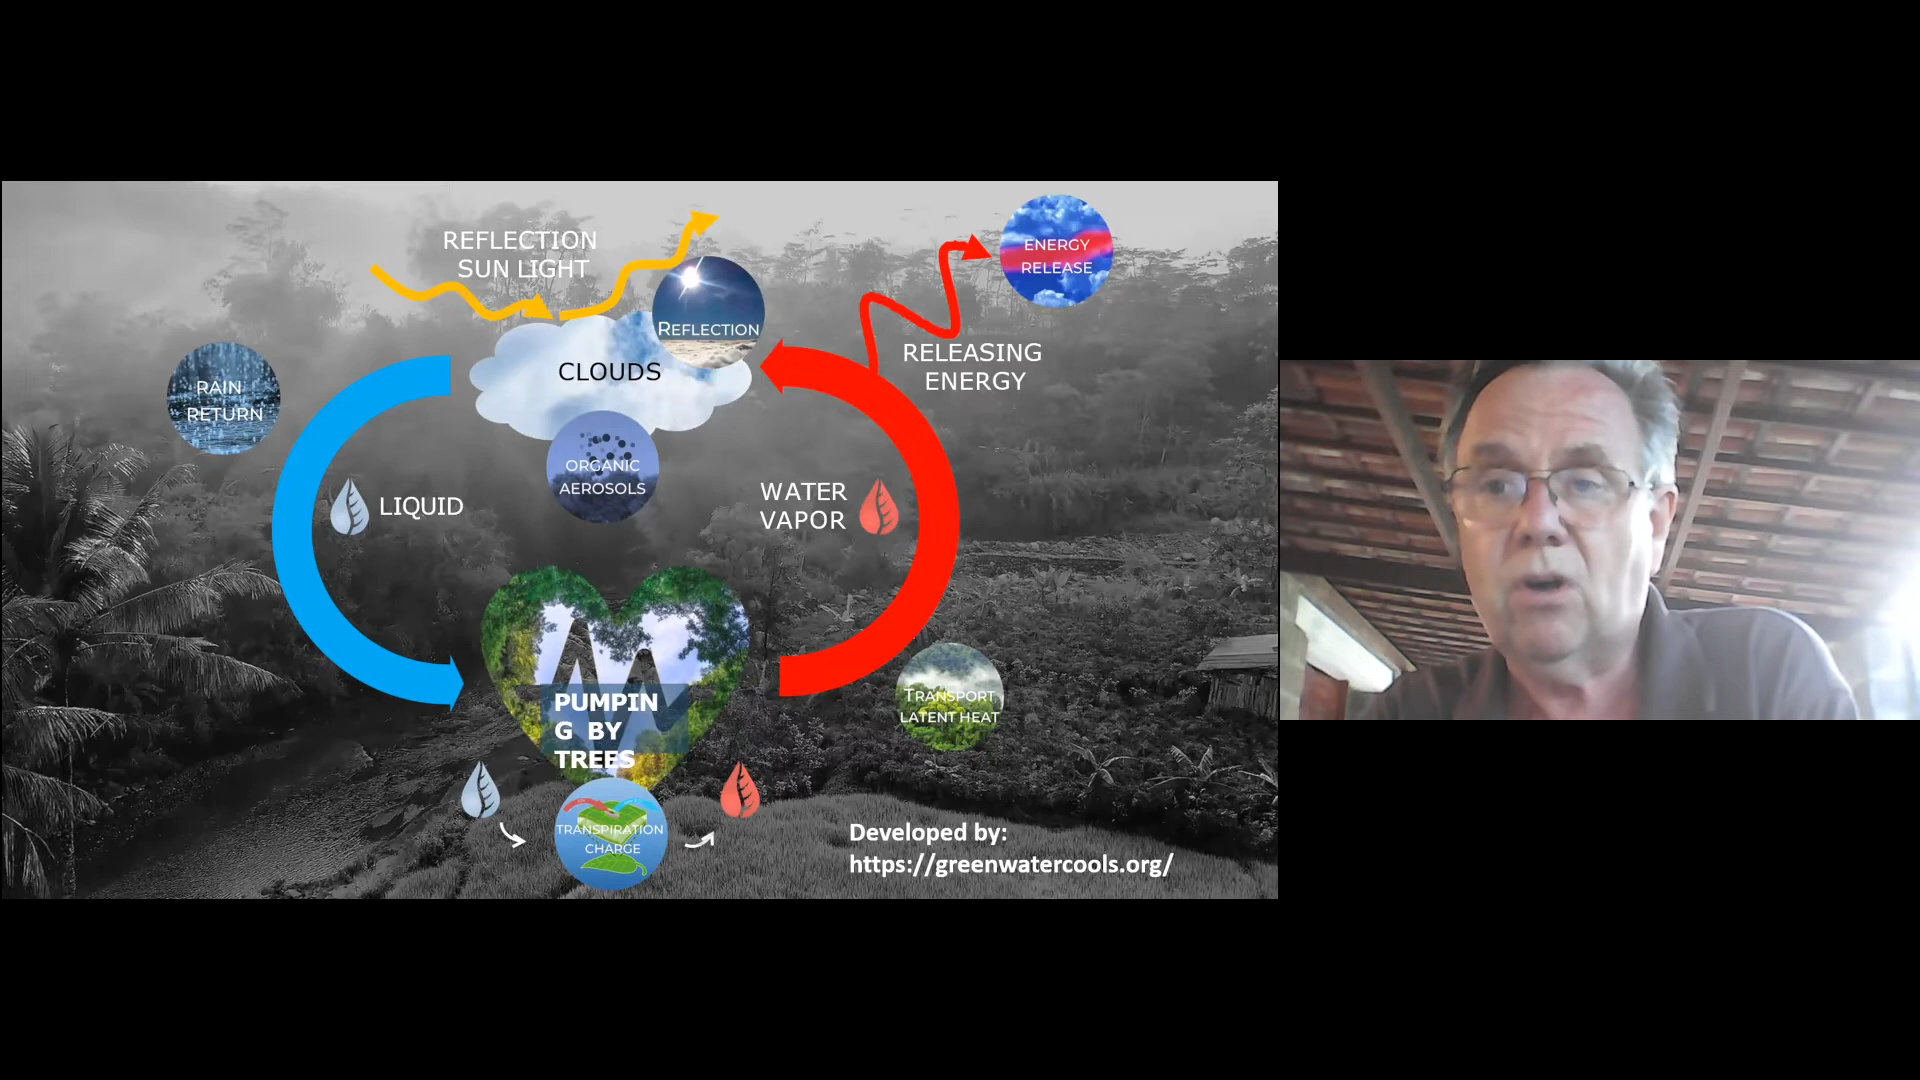 REFLECTION
SUN LIGHT
REFLECTION
ENERGY
RELEASE
CLOUDS
RELEASING
ENERGY
RAIN
RETURN
ORGANIC
AEROSOLS
LIQUID
WATER
VAPOR
PUMPIN
G BY
TREES
TRANSPORT
LATENT HEAT
TRANSPIRATION
CHARGE
Developed by:
https://greenwatercools.org/